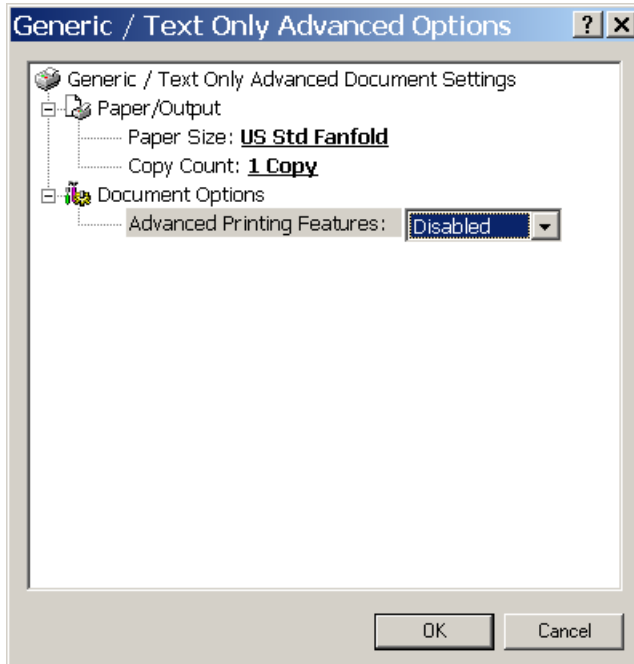 Generic / Text Only Advanced Options
Generic / Text Only Advanced Document Settings
Paper/Output
Paper Size: US Std Fanfold
Copy Count: 1 Copy
Document Options
Advanced Printing Features: Disabled
OK Cancel